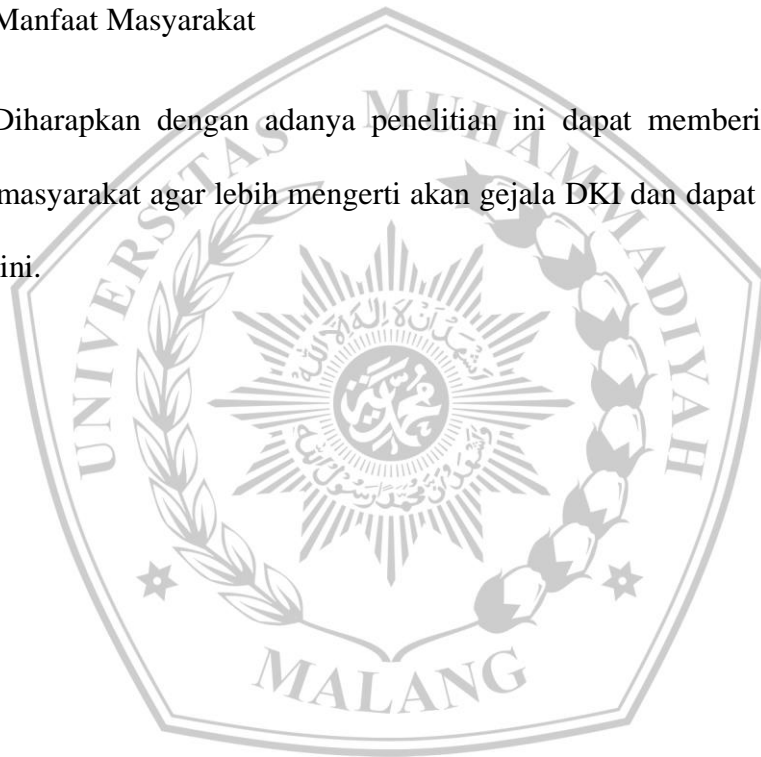 Manfaat Masyarakat
Diharapkan dengan adanya penelitian ini dapat memberi
masyarakat agar lebih mengerti akan gejala DKI dan dapat
ini.
UNIVERSITAS MUHAMMADIYAH
MALANG